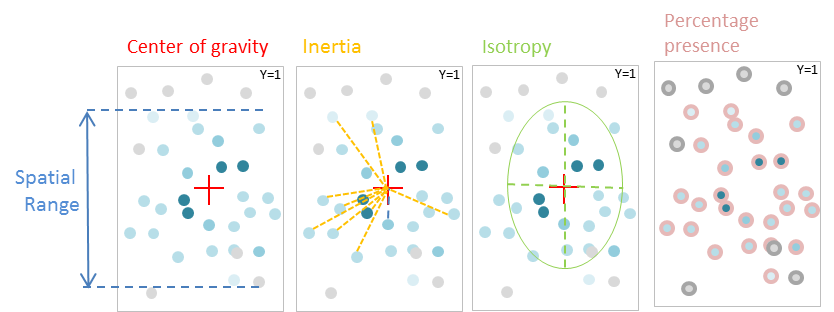 Center of gravity
Inertia
Isotropy
Percentage
presence
Y=1
Y=1
Y=1
Y=1
Spatial
Range